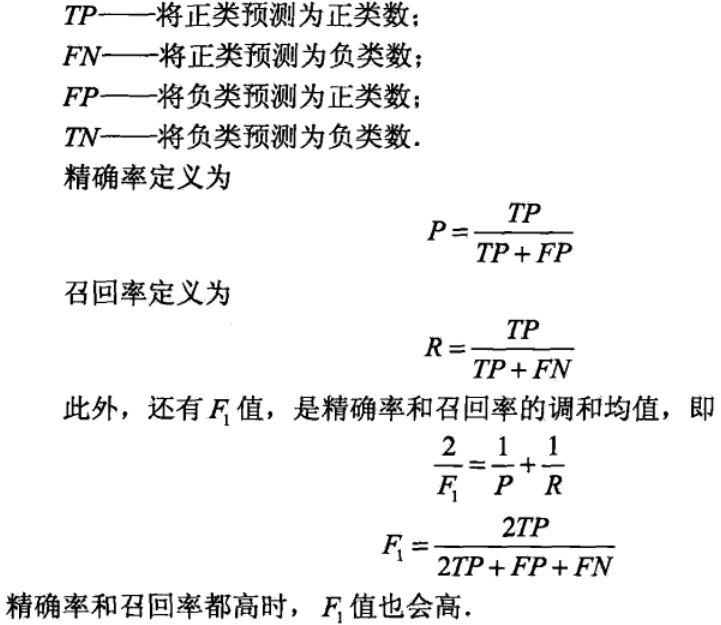 TP——将正类预测为正类数；
FN——将正类预测为负类数；
FP——将负类预测为正类数；
TN——将负类预测为负类数．
精确率定义为
P = \frac{TP}{TP + FP}
召回率定义为
R = \frac{TP}{TP + FN}
此外，还有 F_1 值，是精确率和召回率的调和均值，即
\frac{2}{F_1} = \frac{1}{P} + \frac{1}{R}
F_1 = \frac{2TP}{2TP + FP + FN}
精确率和召回率都高时， F_1 值也会高．